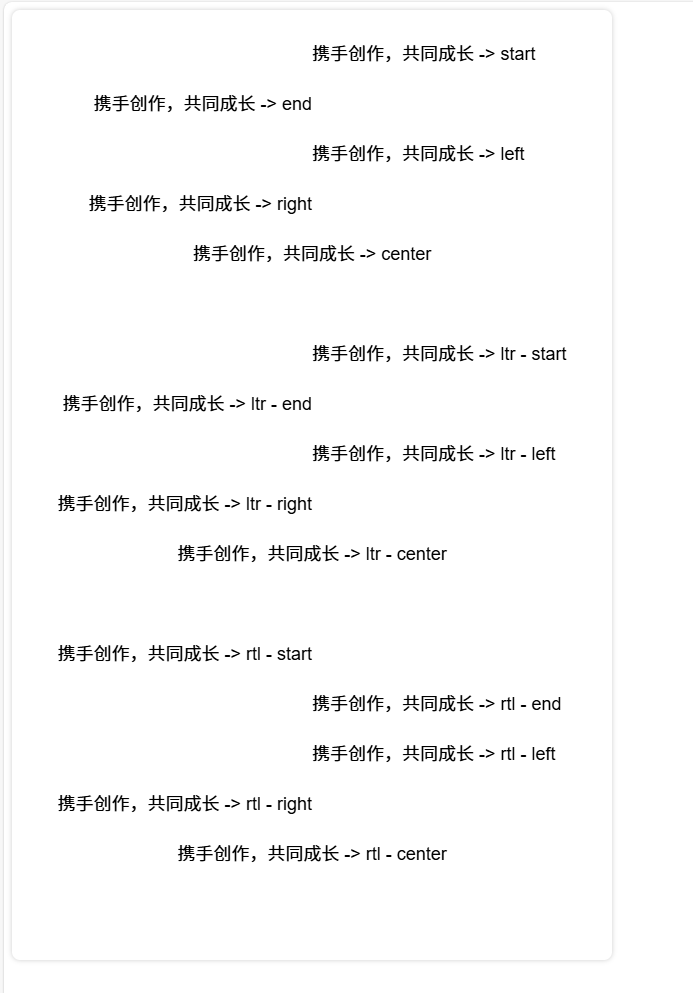 携手创作，共同成长 -> start
携手创作，共同成长 -> end
携手创作，共同成长 -> left
携手创作，共同成长 -> right
携手创作，共同成长 -> center
携手创作，共同成长 -> ltr - start
携手创作，共同成长 -> ltr - end
携手创作，共同成长 -> ltr - left
携手创作，共同成长 -> ltr - right
携手创作，共同成长 -> ltr - center
携手创作，共同成长 -> rtl - start
携手创作，共同成长 -> rtl - end
携手创作，共同成长 -> rtl - left
携手创作，共同成长 -> rtl - right
携手创作，共同成长 -> rtl - center